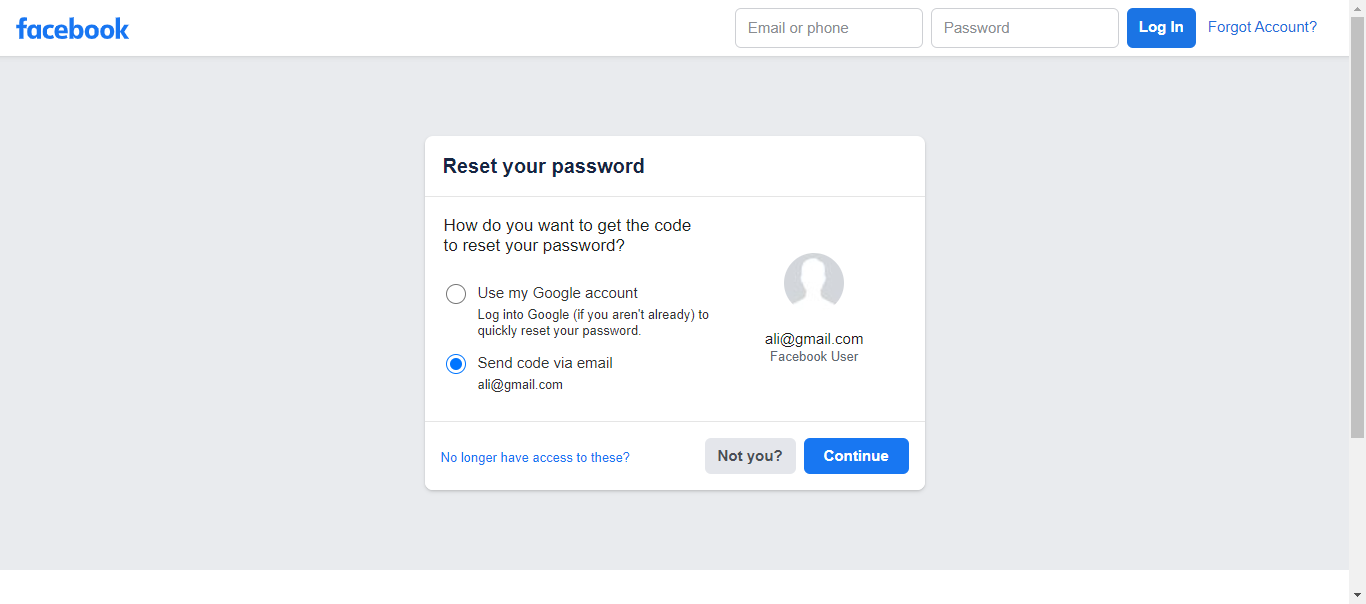 facebook
Email or phone
Password
Log In
Forgot Account?
Reset your password
How do you want to get the code
to reset your password?
Use my Google account
Log into Google (if you aren't already) to
quickly reset your password.
Send code via email
ali@gmail.com
ali@gmail.com
Facebook User
No longer have access to these?
Not you?
Continue